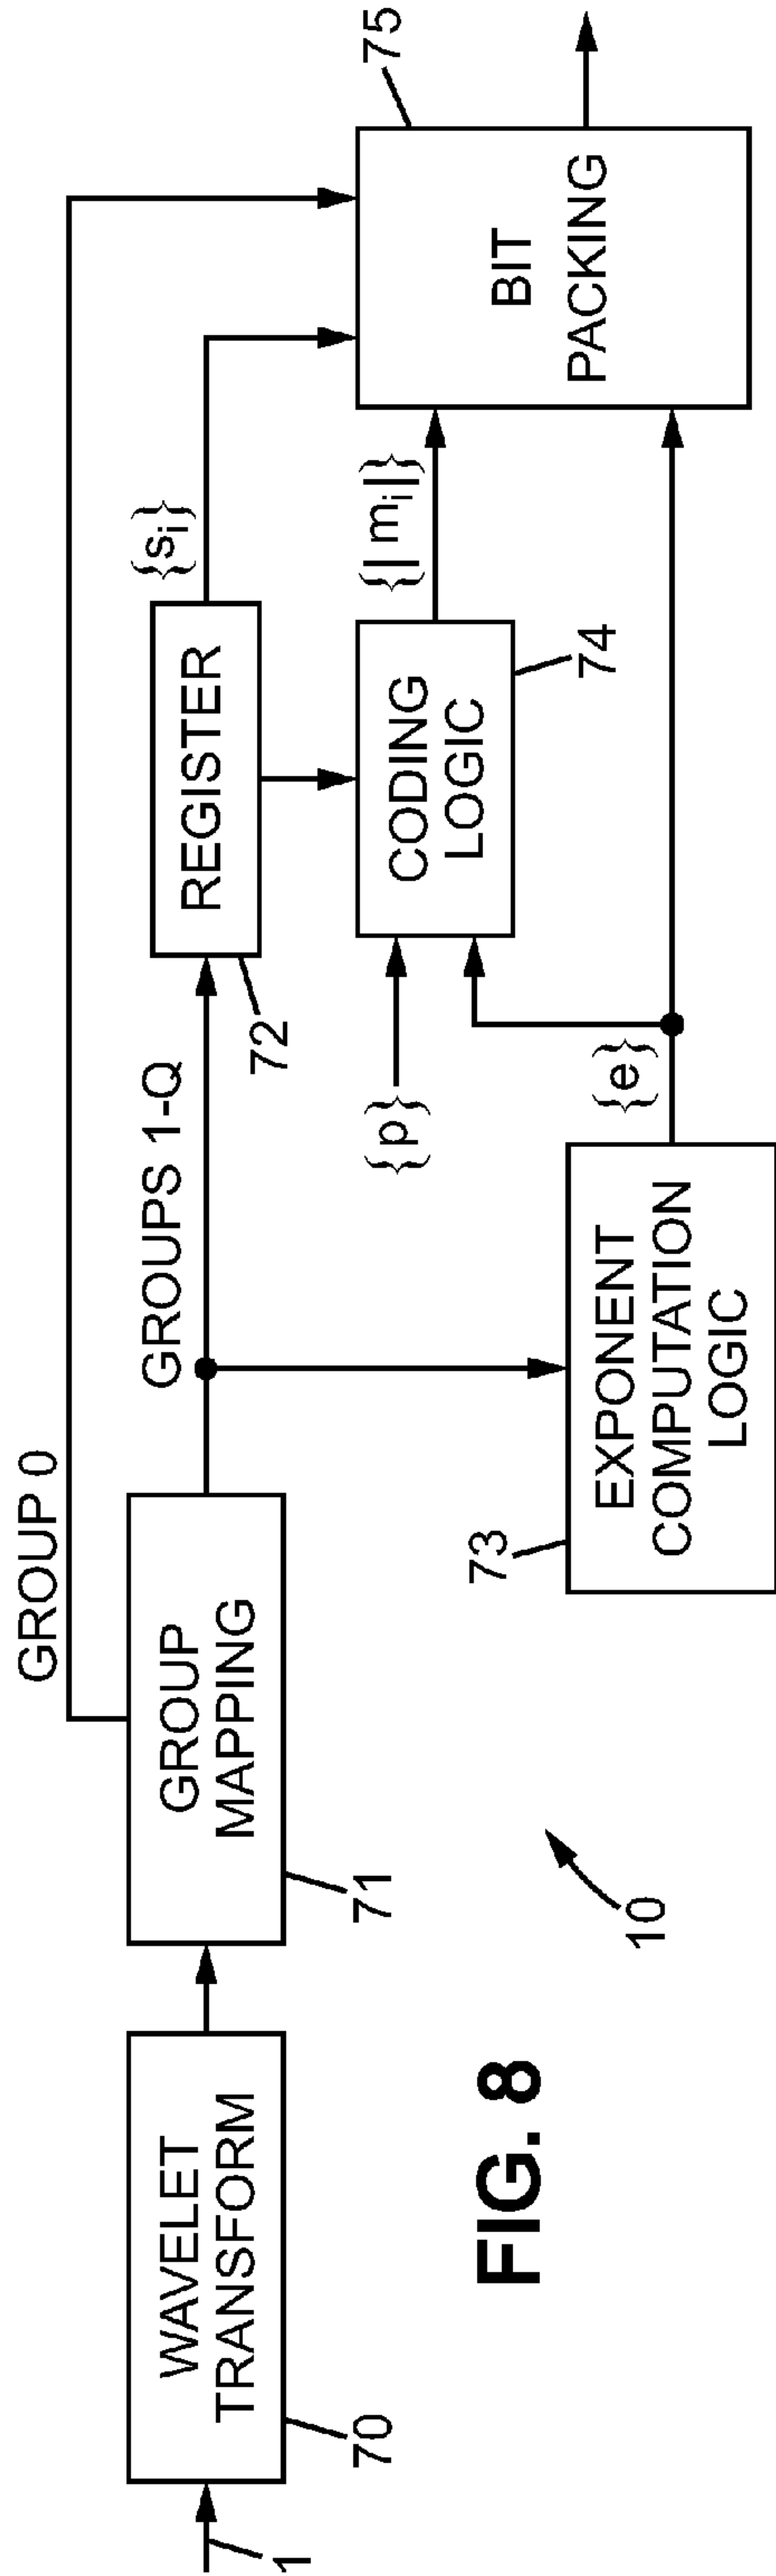 GROUP 0
GROUPS 1-Q
1
WAVELET
TRANSFORM
70
GROUP
MAPPING
71
REGISTER
72
{si}
{p}
CODING
LOGIC
74
{| mi |}
EXPONENT
COMPUTATION
LOGIC
73
{e}
BIT
PACKING
75
10
FIG. 8